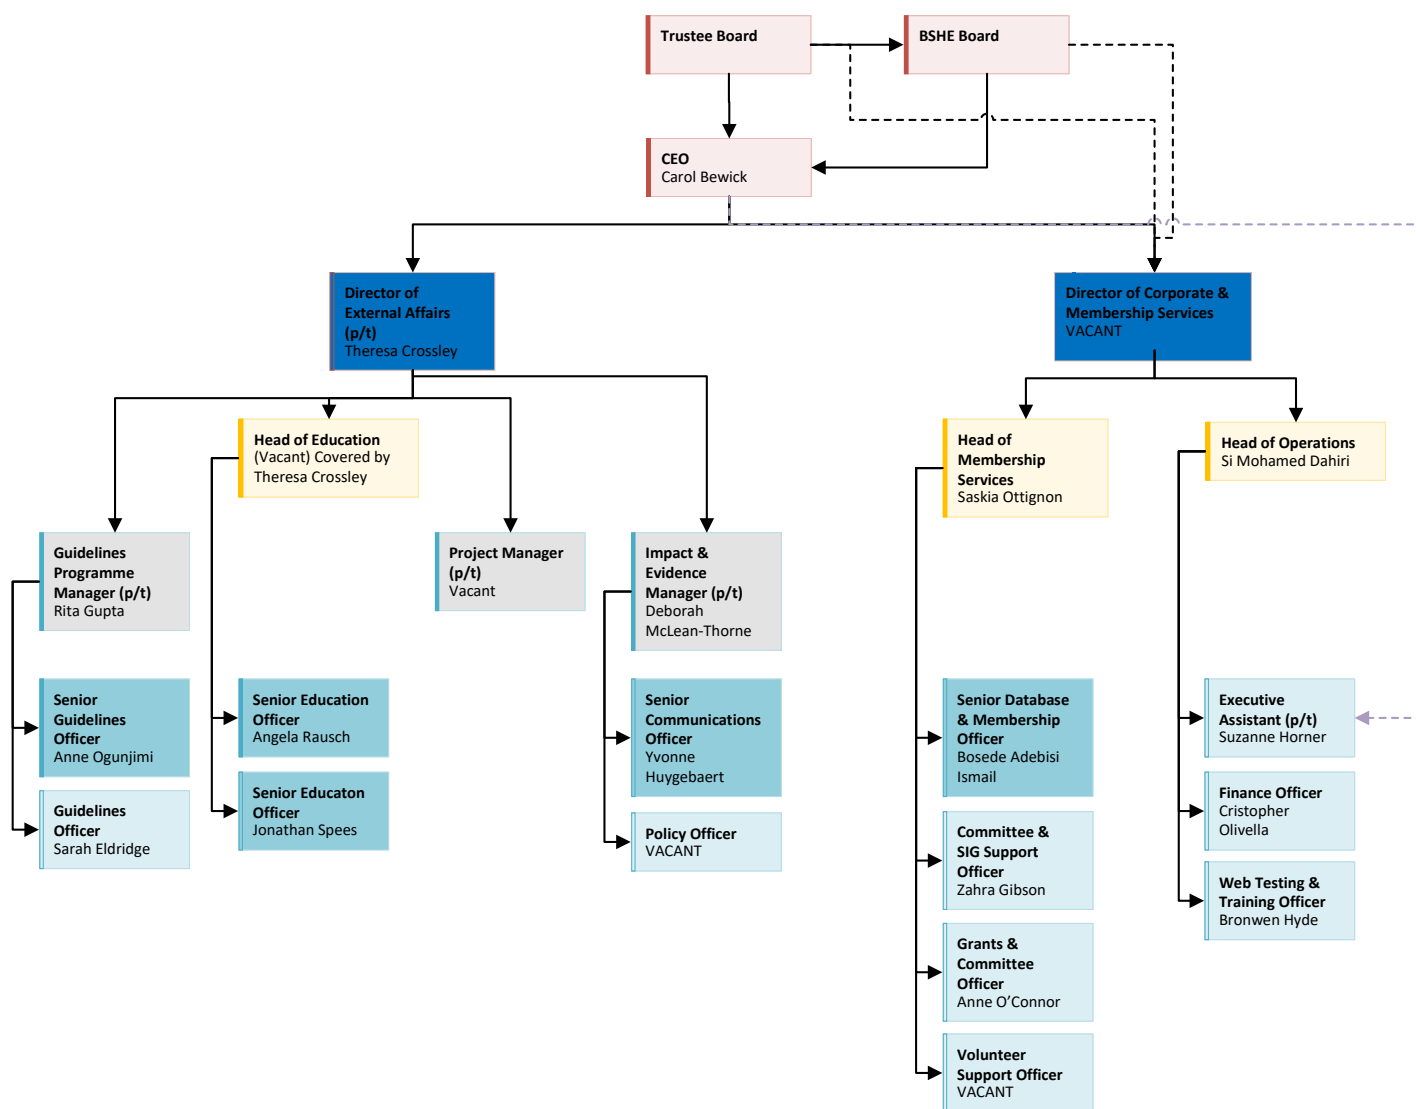 Trustee Board
BSHE Board
CEO
Carol Bewick
Director of
External Affairs
(p/t)
Theresa Crossley
Director of Corporate &
Membership Services
VACANT
Head of Education
(Vacant) Covered by
Theresa Crossley
Head of
Membership
Services
Saskia Ottignon
Head of Operations
Si Mohamed Dahiri
Guidelines
Programme
Manager (p/t)
Rita Gupta
Project Manager
(p/t)
Vacant
Impact &
Evidence
Manager (p/t)
Deborah
McLean-Thorne
Senior
Guidelines
Officer
Anne Ogunjimi
Senior Education
Officer
Angela Rausch
Senior
Communications
Officer
Yvonne
Huygebaert
Senior Database
& Membership
Officer
Bosede Adebisi
Ismail
Executive
Assistant (p/t)
Suzanne Horner
Guidelines
Officer
Sarah Eldridge
Senior Educaton
Officer
Jonathan Spees
Policy Officer
VACANT
Committee &
SIG Support
Officer
Zahra Gibson
Finance Officer
Cristopher
Olivella
Web Testing &
Training Officer
Bronwen Hyde
Grants &
Committee
Officer
Anne O’Connor
Volunteer
Support Officer
VACANT